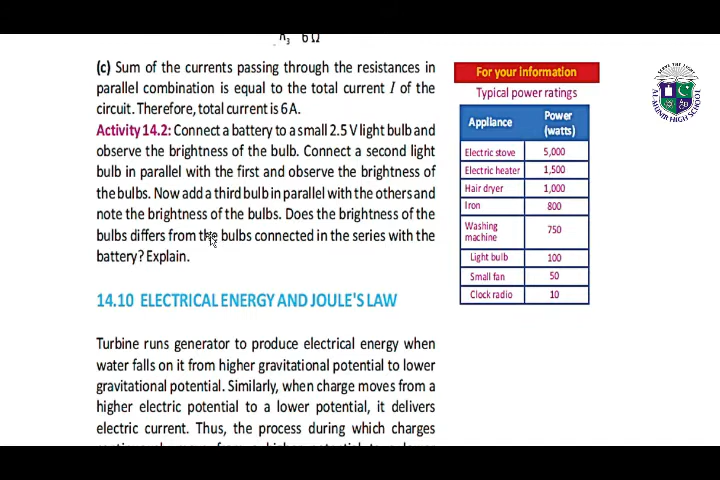 R3 6 Ω
(c) Sum of the currents passing through the resistances in
parallel combination is equal to the total current I of the
circuit. Therefore, total current is 6 A.
Activity 14.2: Connect a battery to a small 2.5 V light bulb and
observe the brightness of the bulb. Connect a second light
bulb in parallel with the first and observe the brightness of
the bulbs. Now add a third bulb in parallel with the others and
note the brightness of the bulbs. Does the brightness of the
bulbs differs from the bulbs connected in the series with the
battery? Explain.
14.10 ELECTRICAL ENERGY AND JOULE'S LAW
Turbine runs generator to produce electrical energy when
water falls on it from higher gravitational potential to lower
gravitational potential. Similarly, when charge moves from a
higher electric potential to a lower potential, it delivers
electric current. Thus, the process during which charges
For your information
Typical power ratings
Appliance Power
(watts)
Electric stove 5,000
Electric heater 1,500
Hair dryer 1,000
Iron 800
Washing
machine 750
Light bulb 100
Small fan 50
Clock radio 10
AL-MUNIR HIGH SCHOOL